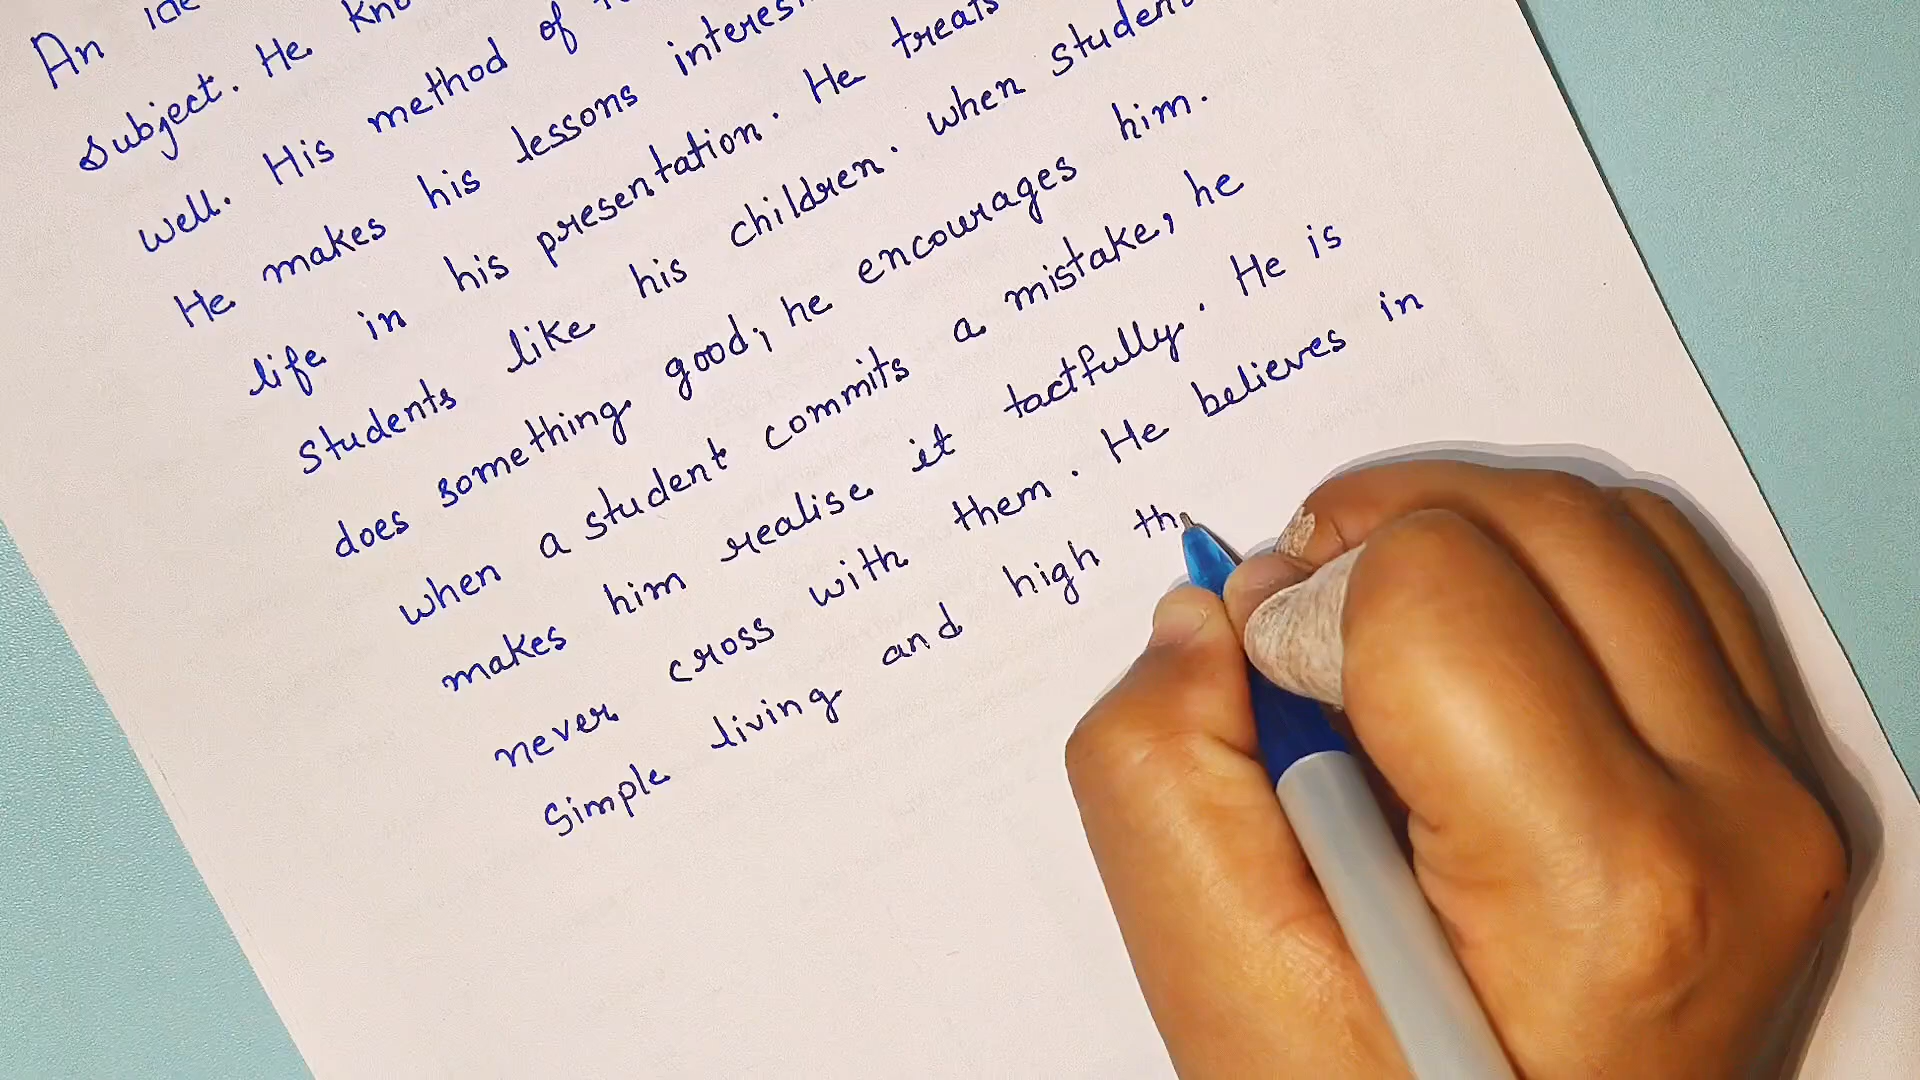 An
subject. He
well. His method of
He makes his lessons
life in his presentation. He treats
students like his children. when
does something good, he encourages him.
when a student commits a mistake, he
makes him realise it tactfully. He is
never cross with them. He believes in
simple living and high th